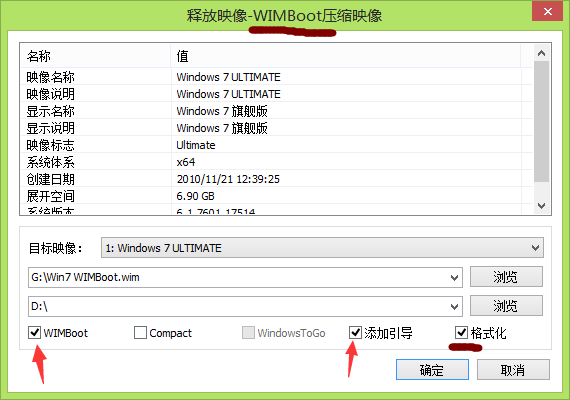 释放映像-WIMBoot压缩映像
名称 值
映像名称 Windows 7 ULTIMATE
映像说明 Windows 7 ULTIMATE
显示名称 Windows 7 旗舰版
显示说明 Windows 7 旗舰版
映像标志 Ultimate
系统体系 x64
创建日期 2010/11/21 12:39:25
展开空间 6.90 GB
系统版本 6.1.7601.17514
目标映像： 1: Windows 7 ULTIMATE
G:\Win7 WIMBoot.wim 浏览
D:\ 浏览
WIMBoot Compact WindowsToGo 添加引导 格式化
确定 取消